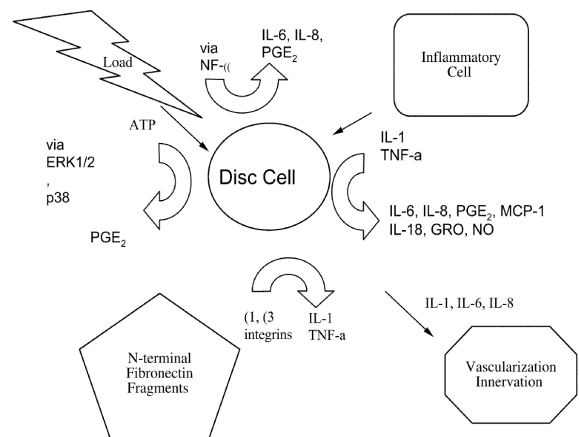 Load
via
NF-((
IL-6, IL-8,
PGE2
Inflammatory
Cell
ATP
IL-1
TNF-a
via
ERK1/2
,
p38
PGE2
Disc Cell
IL-6, IL-8, PGE2, MCP-1
IL-18, GRO, NO
(1, (3
integrins
IL-1
TNF-a
IL-1, IL-6, IL-8
N-terminal
Fibronectin
Fragments
Vascularization
Innervation